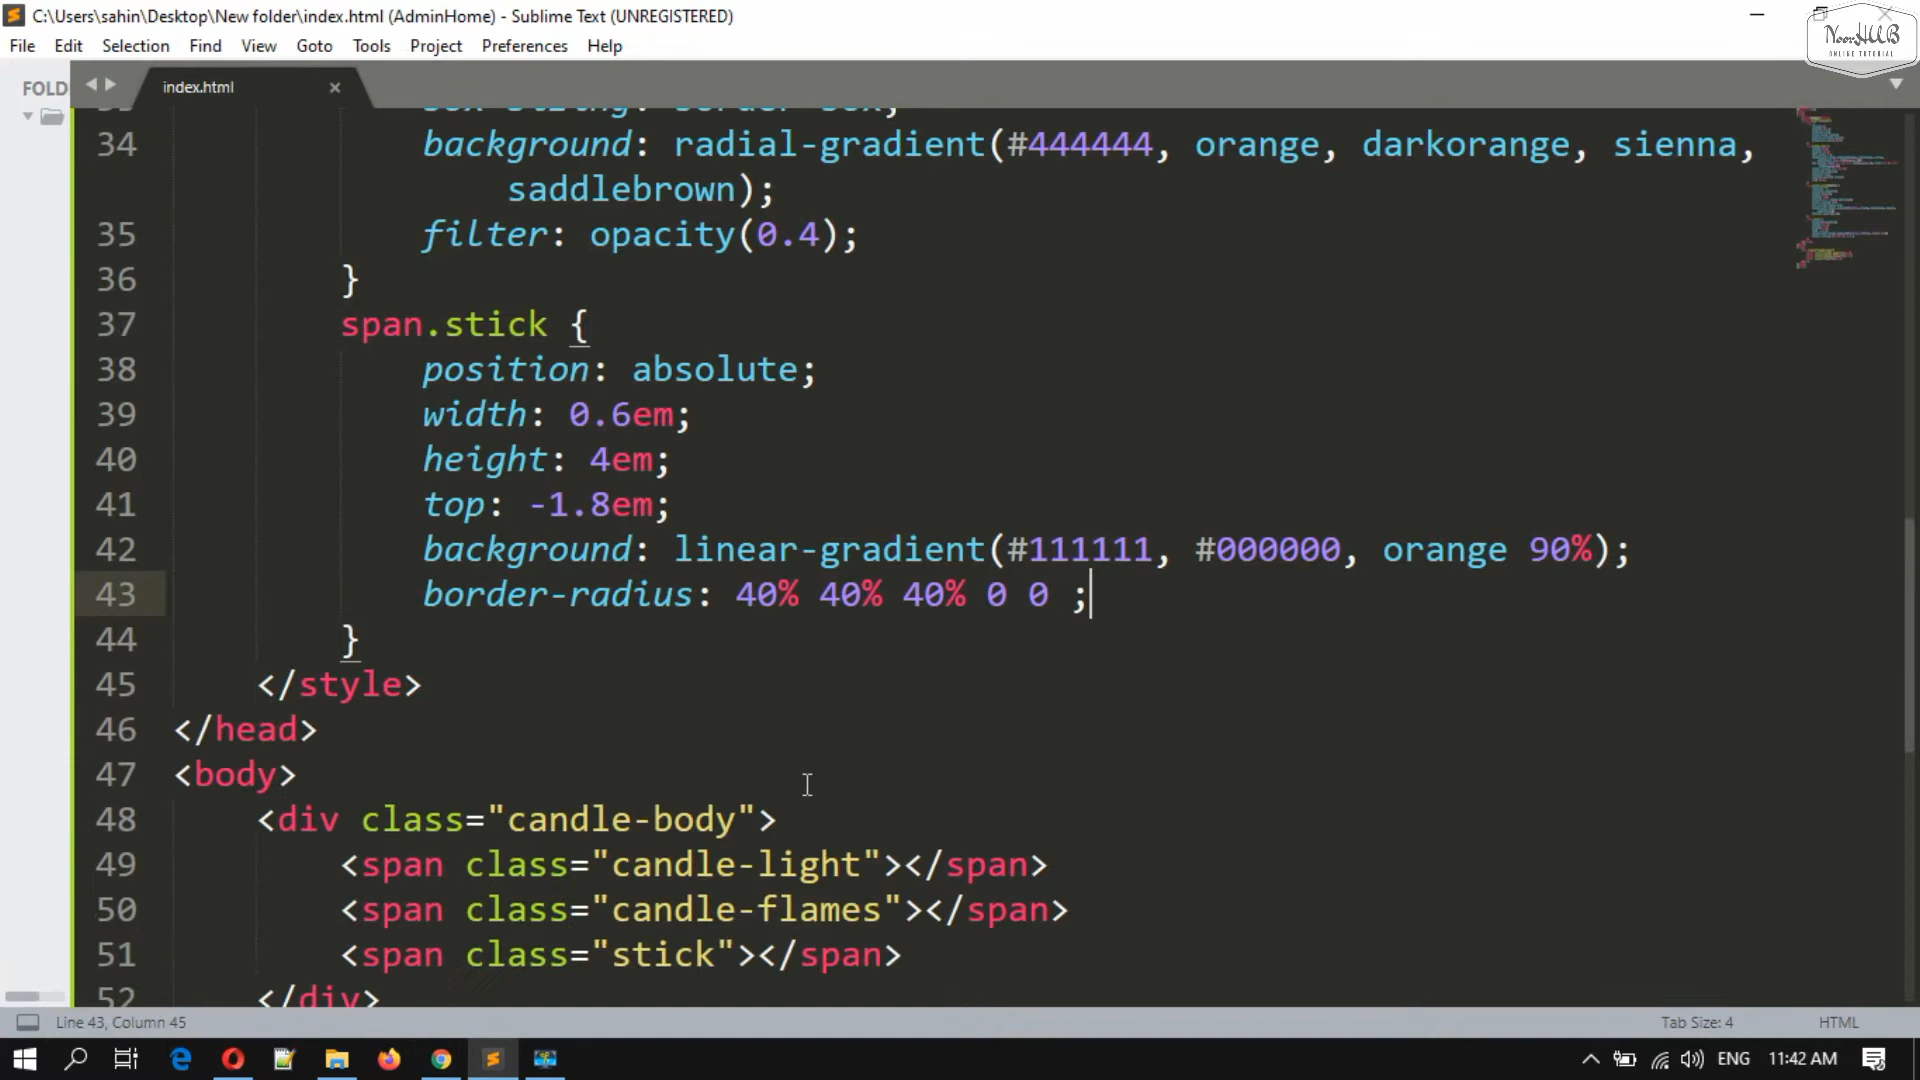 C:\Users\sahin\Desktop\New folder\index.html (AdminHome) - Sublime Text (UNREGISTERED)
File Edit Selection Find View Goto Tools Project Preferences Help
NoorHUB
ONLINE TUTORIAL
FOLD
index.html
34 background: radial-gradient(#444444, orange, darkorange, sienna,
saddlebrown);
35 filter: opacity(0.4);
36 }
37 span.stick {
38 position: absolute;
39 width: 0.6em;
40 height: 4em;
41 top: -1.8em;
42 background: linear-gradient(#111111, #000000, orange 90%);
43 border-radius: 40% 40% 40% 0 0 ;
44 }
45 </style>
46 </head>
47 <body>
48 <div class="candle-body">
49 <span class="candle-light"></span>
50 <span class="candle-flames"></span>
51 <span class="stick"></span>
52 </div>
Line 43, Column 45
Tab Size: 4
HTML
ENG
11:42 AM